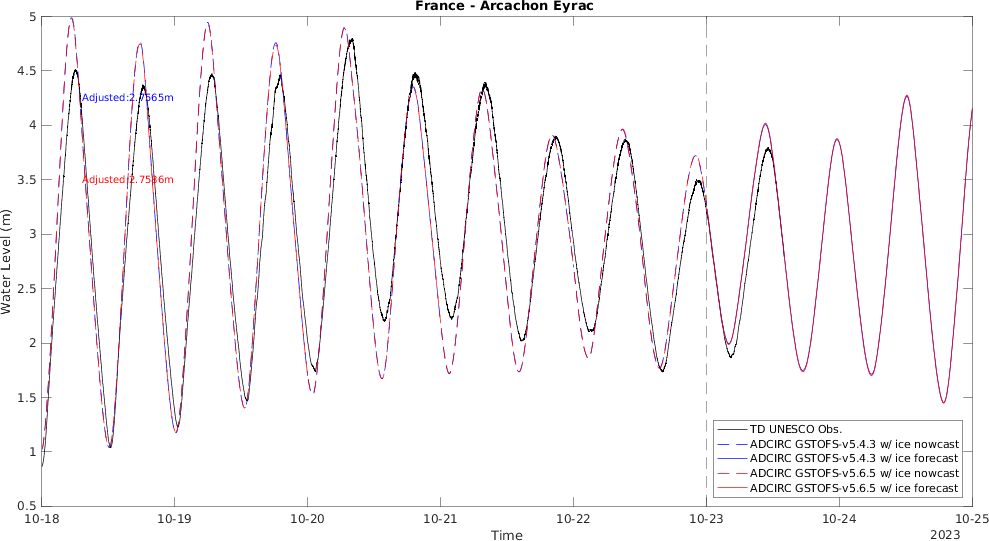 France - Arcachon Eyrac
5
4.5
4
3.5
3
2.5
2
1.5
1
0.5
Water Level (m)
Adjusted:2.7565m
Adjusted:2.7536m
TD UNESCO Obs.
ADCIRC GSTOFS-v5.4.3 w/ ice nowcast
ADCIRC GSTOFS-v5.4.3 w/ ice forecast
ADCIRC GSTOFS-v5.6.5 w/ ice nowcast
ADCIRC GSTOFS-v5.6.5 w/ ice forecast
10-18 10-19 10-20 10-21 10-22 10-23 10-24 10-25
Time
2023